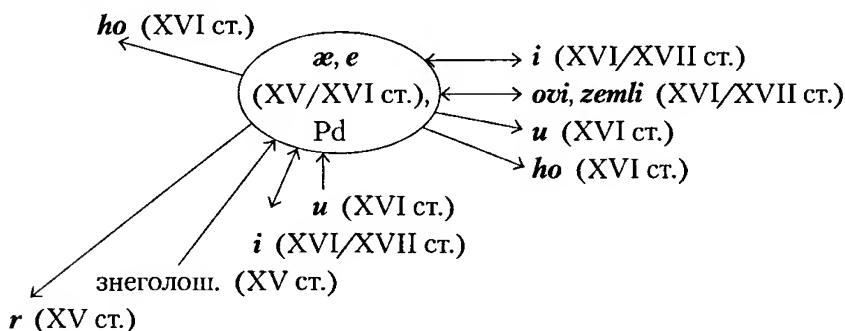 ho (XVI ст.)
æ, e
(XV/XVI ст.),
Pd
i (XVI/XVII ст.)
ovi, zemli (XVI/XVII ст.)
u (XVI ст.)
ho (XVI ст.)
u (XVI ст.)
i (XVI/XVII ст.)
знеголош. (XV ст.)
r (XV ст.)